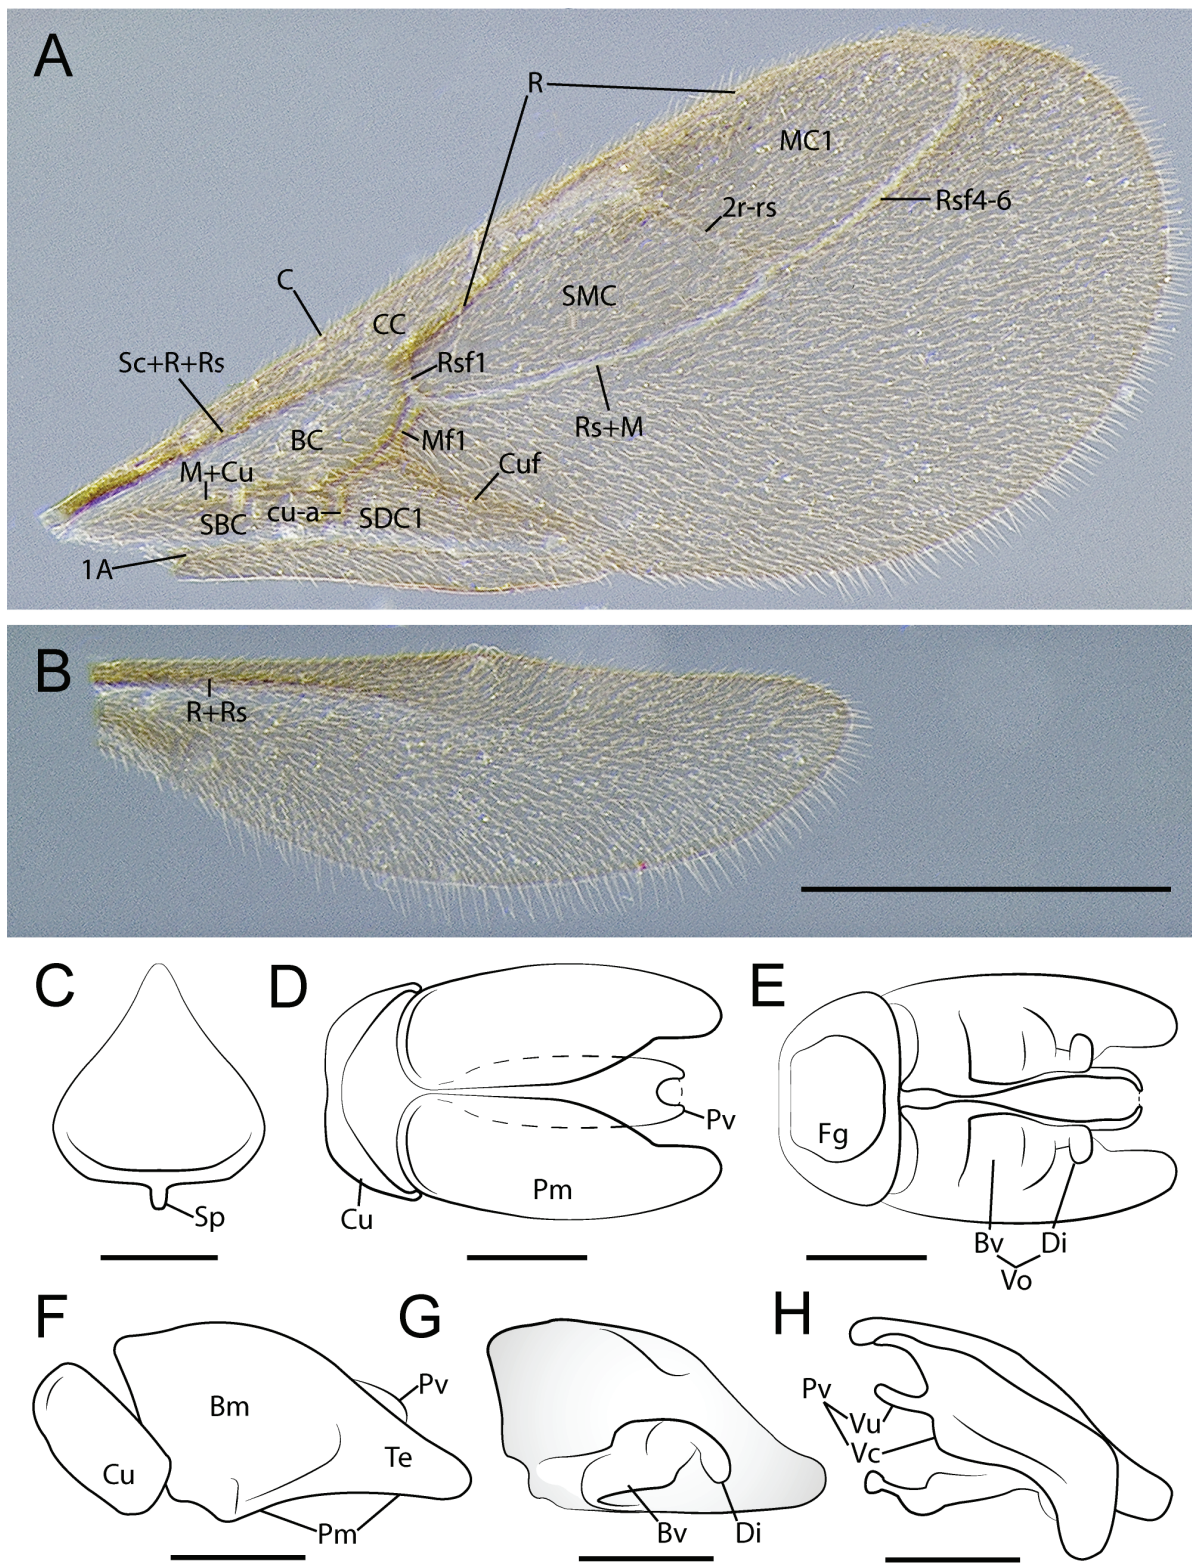 A
R
MC1
2r-rs
Rsf4-6
C
SMC
CC
Sc+R+Rs
Rsf1
Rs+M
BC
Mf1
M+Cu
Cuf
SBC
cu-a
SDC1
1A
B
R+Rs
C
Sp
D
Pv
Pm
Cu
E
Fg
Bv
Di
Vo
F
Pv
Bm
Te
Cu
Pm
G
Bv
Di
H
Pv
Vu
Vc